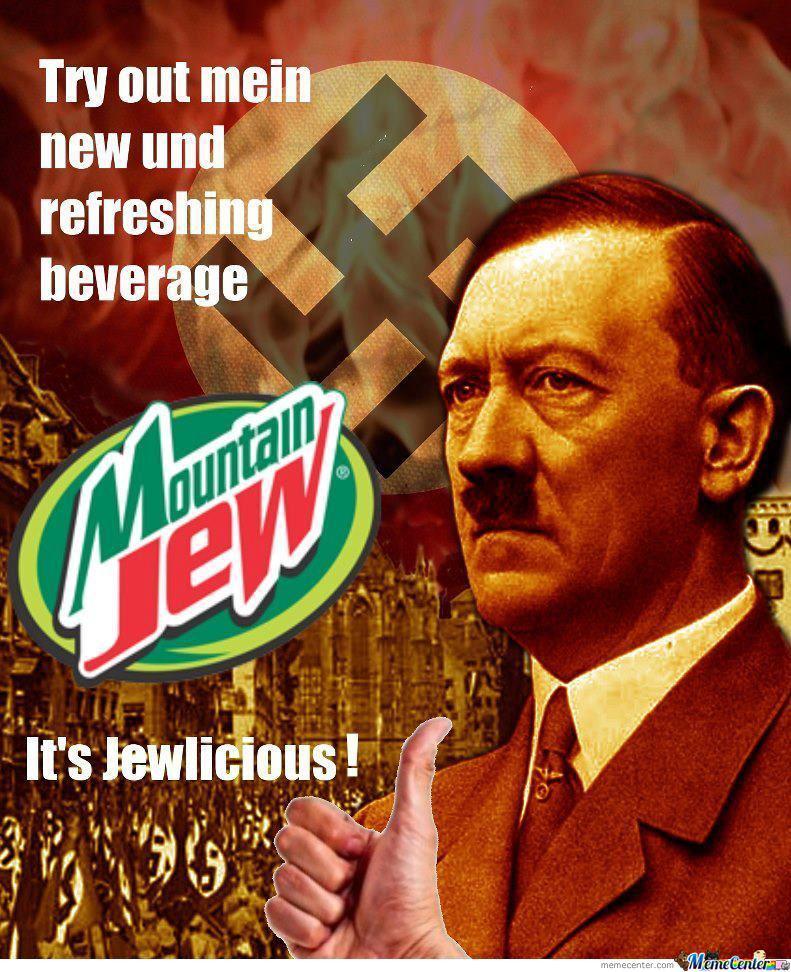 Try out mein
new und
refreshing
beverage
Mountain
Jew®
It's Jewlicious !
memecenter.com MemeCenter